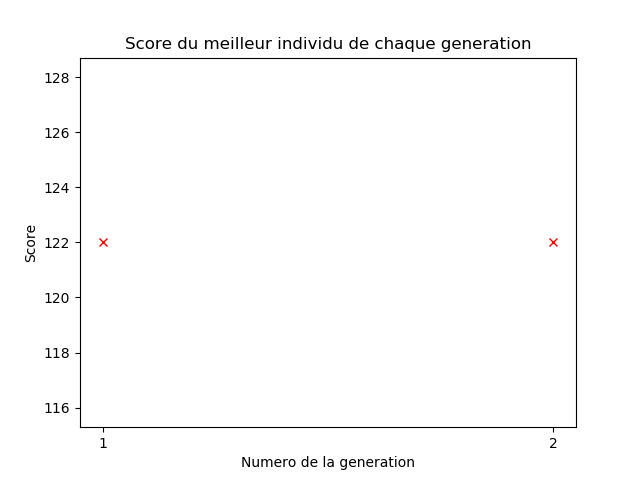 Score du meilleur individu de chaque generation
128
126
124
122
120
118
116
Score
1 2
Numero de la generation